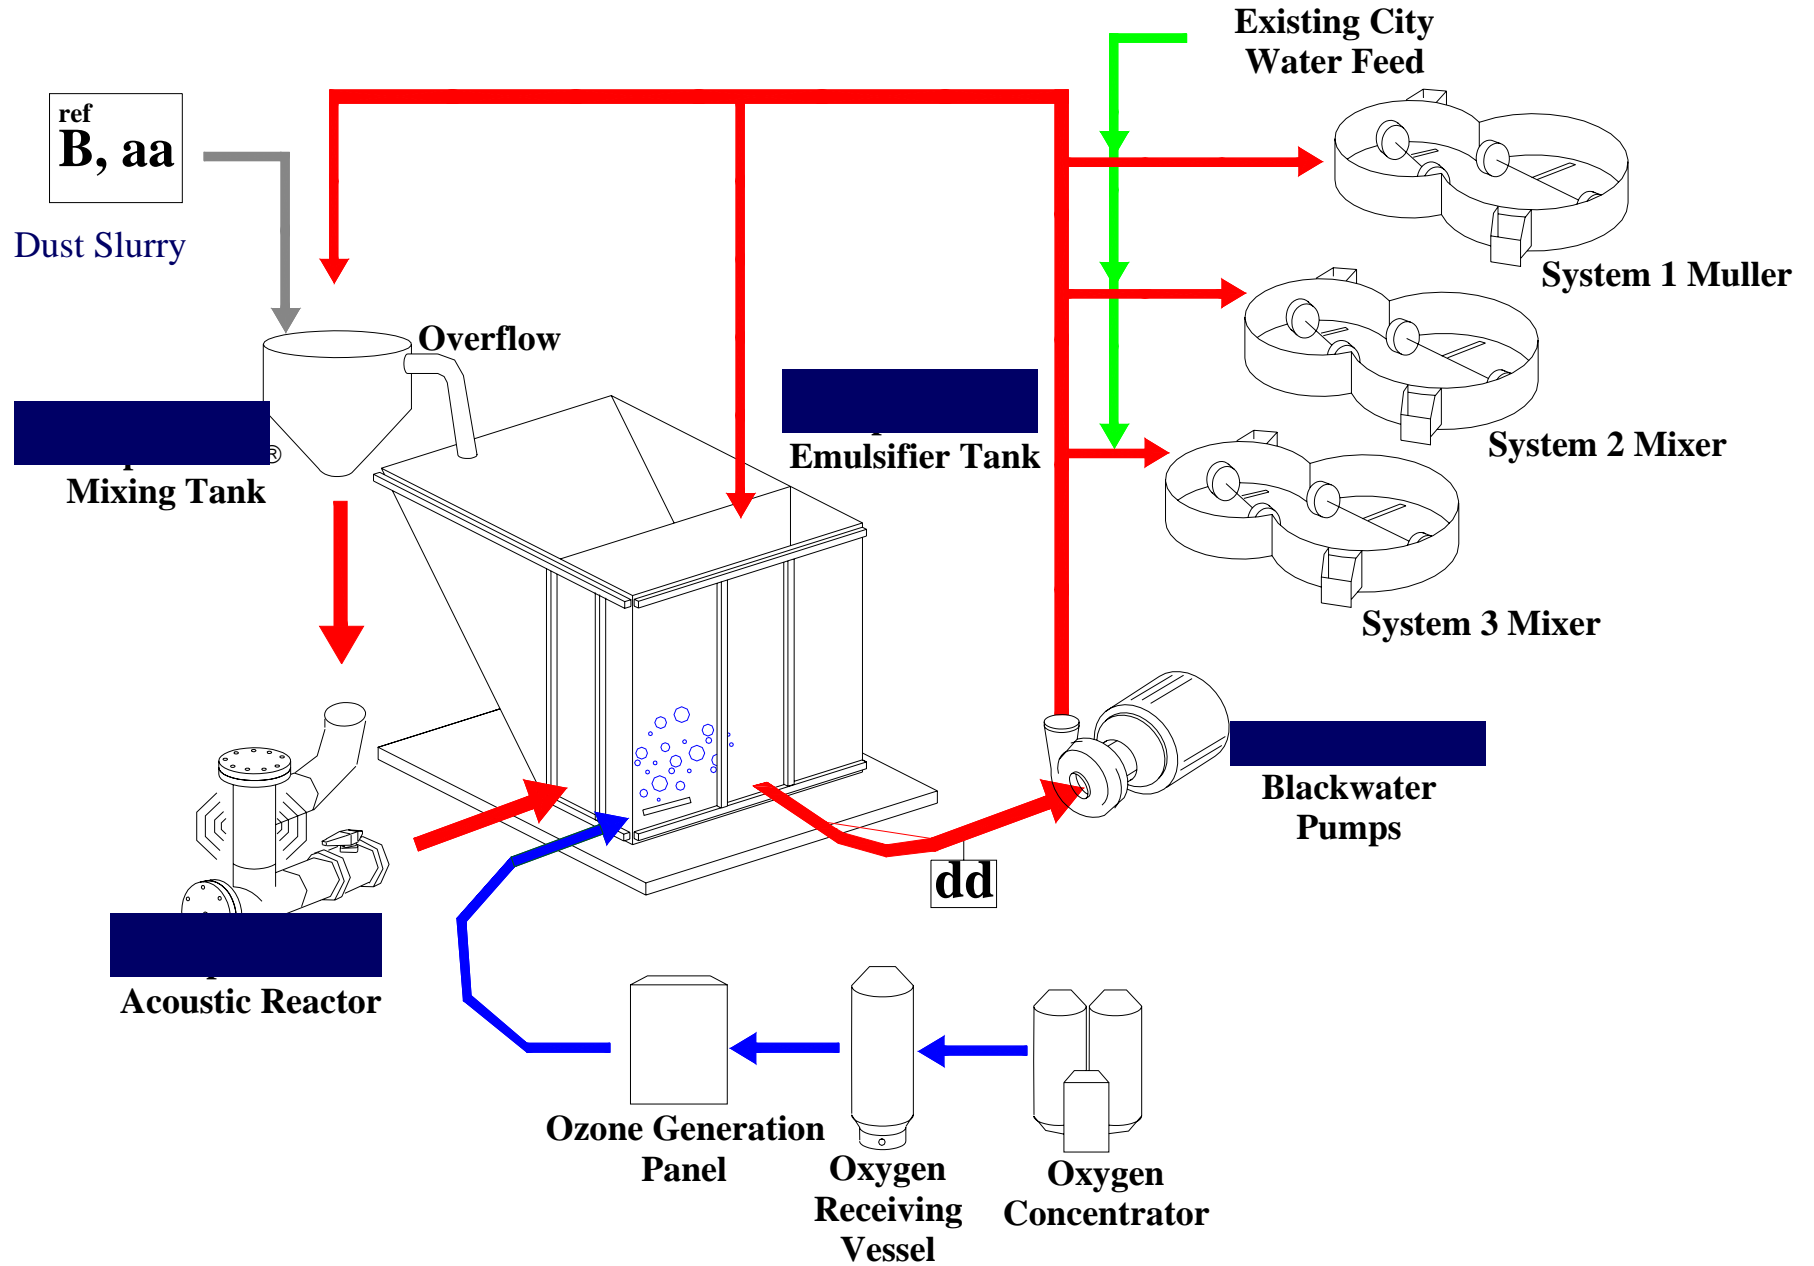 Existing City
Water Feed
ref
B, aa
Dust Slurry
System 1 Muller
Overflow
System 2 Mixer
®
Mixing Tank
Emulsifier Tank
System 3 Mixer
Blackwater
Pumps
dd
Acoustic Reactor
Ozone Generation
Panel
Oxygen
Receiving
Vessel
Oxygen
Concentrator